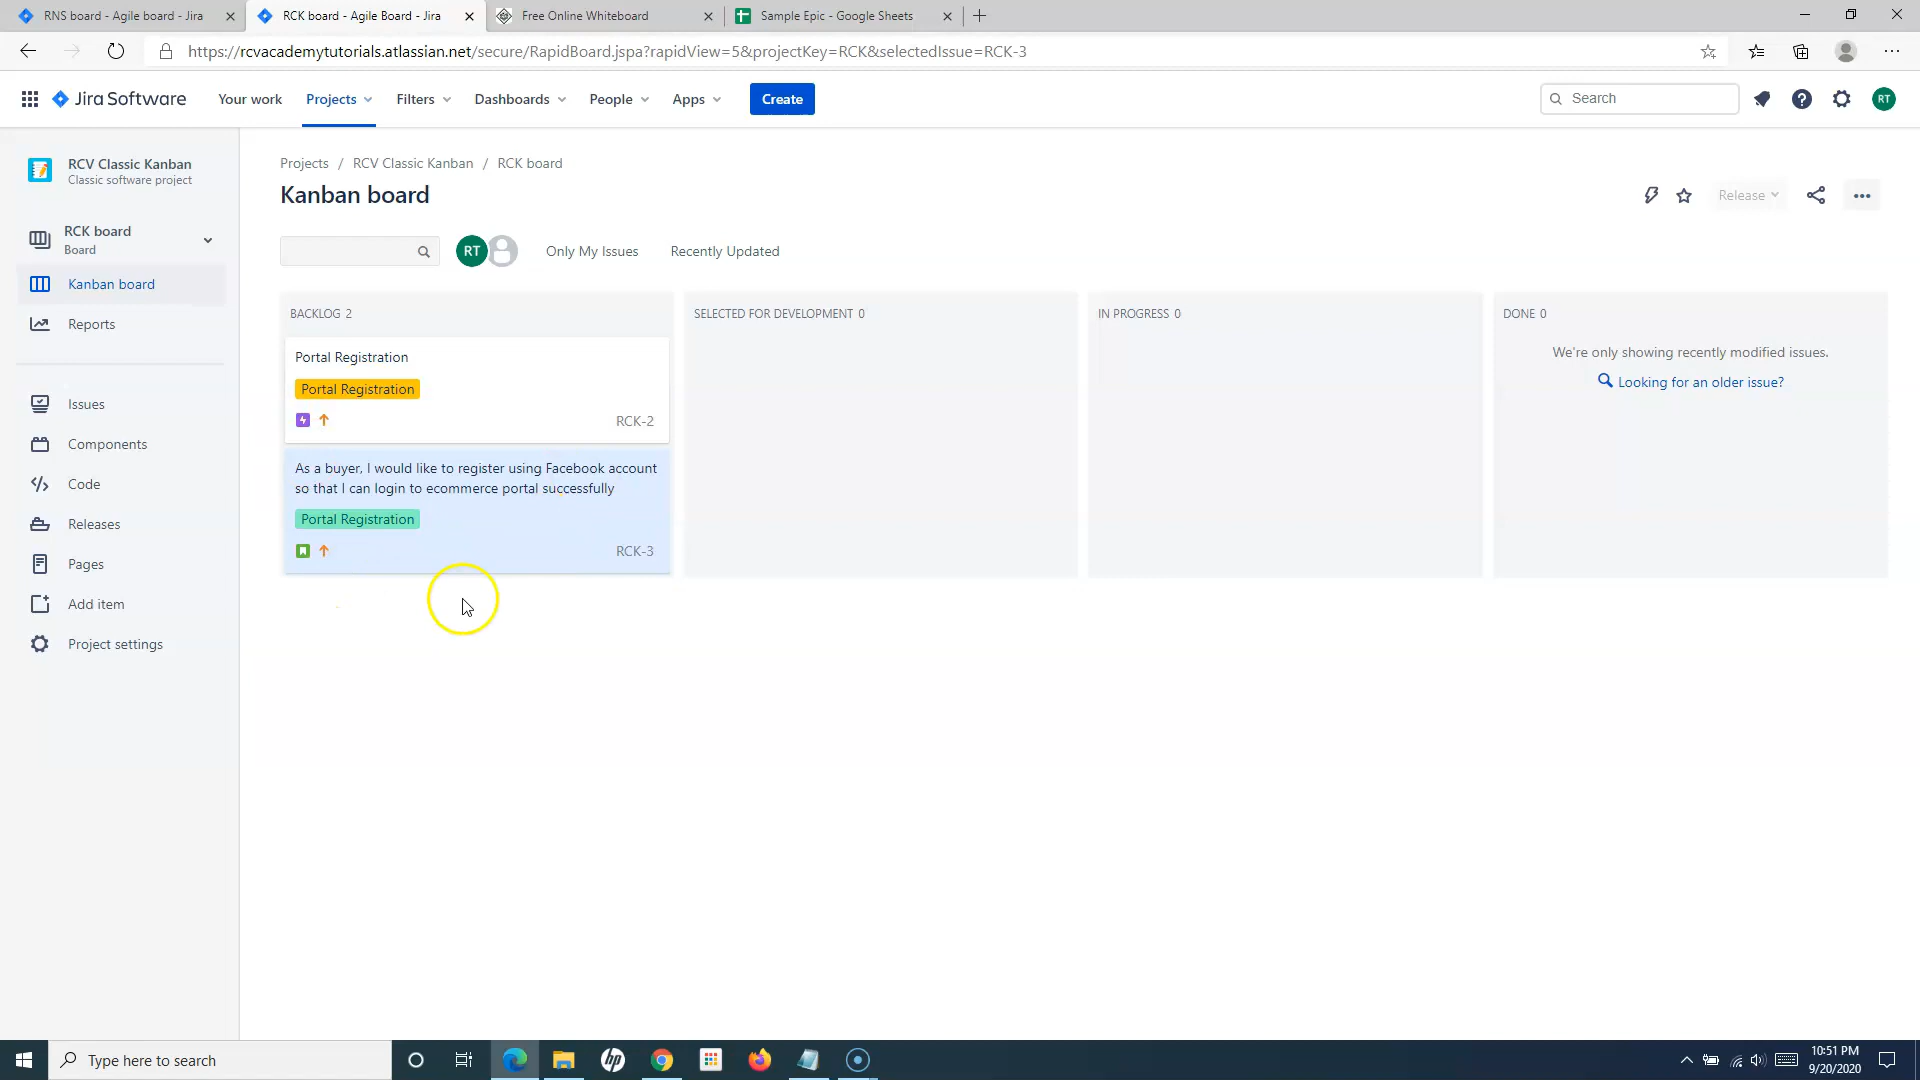 RNS board - Agile board - Jira
RCK board - Agile Board - Jira
Free Online Whiteboard
Sample Epic - Google Sheets
https://rcvacademytutorials.atlassian.net/secure/RapidBoard.jspa?rapidView=5&projectKey=RCK&selectedIssue=RCK-3
Jira Software
Your work
Projects
Filters
Dashboards
People
Apps
Create
Search
RT
RCV Classic Kanban
Classic software project
RCK board
Board
Kanban board
Reports
Issues
Components
Code
Releases
Pages
Add item
Project settings
Projects / RCV Classic Kanban / RCK board
Kanban board
Release
RT
Only My Issues
Recently Updated
BACKLOG 2
Portal Registration
Portal Registration
RCK-2
As a buyer, I would like to register using Facebook account
so that I can login to ecommerce portal successfully
Portal Registration
RCK-3
SELECTED FOR DEVELOPMENT 0
IN PROGRESS 0
DONE 0
We're only showing recently modified issues.
Looking for an older issue?
Type here to search
hp
10:51 PM
9/20/2020